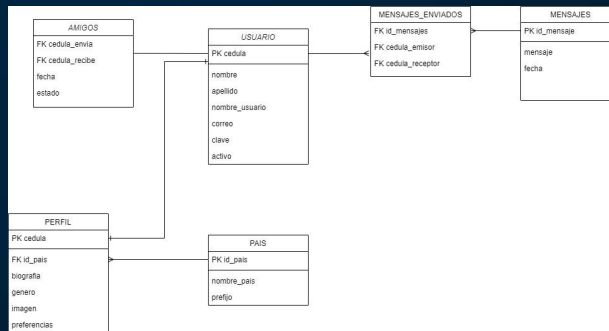 AMIGOS
FK cedula_envia
FK cedula_recibe
fecha
estado
USUARIO
PK cedula
nombre
apellido
nombre_usuario
correo
clave
activo
MENSAJES_ENVIADOS
FK id_mensajes
FK cedula_emisor
FK cedula_receptor
MENSAJES
PK id_mensaje
mensaje
fecha
PERFIL
PK cedula
FK id_pais
biografia
genero
imagen
preferencias
PAIS
PK id_pais
nombre_pais
prefijo